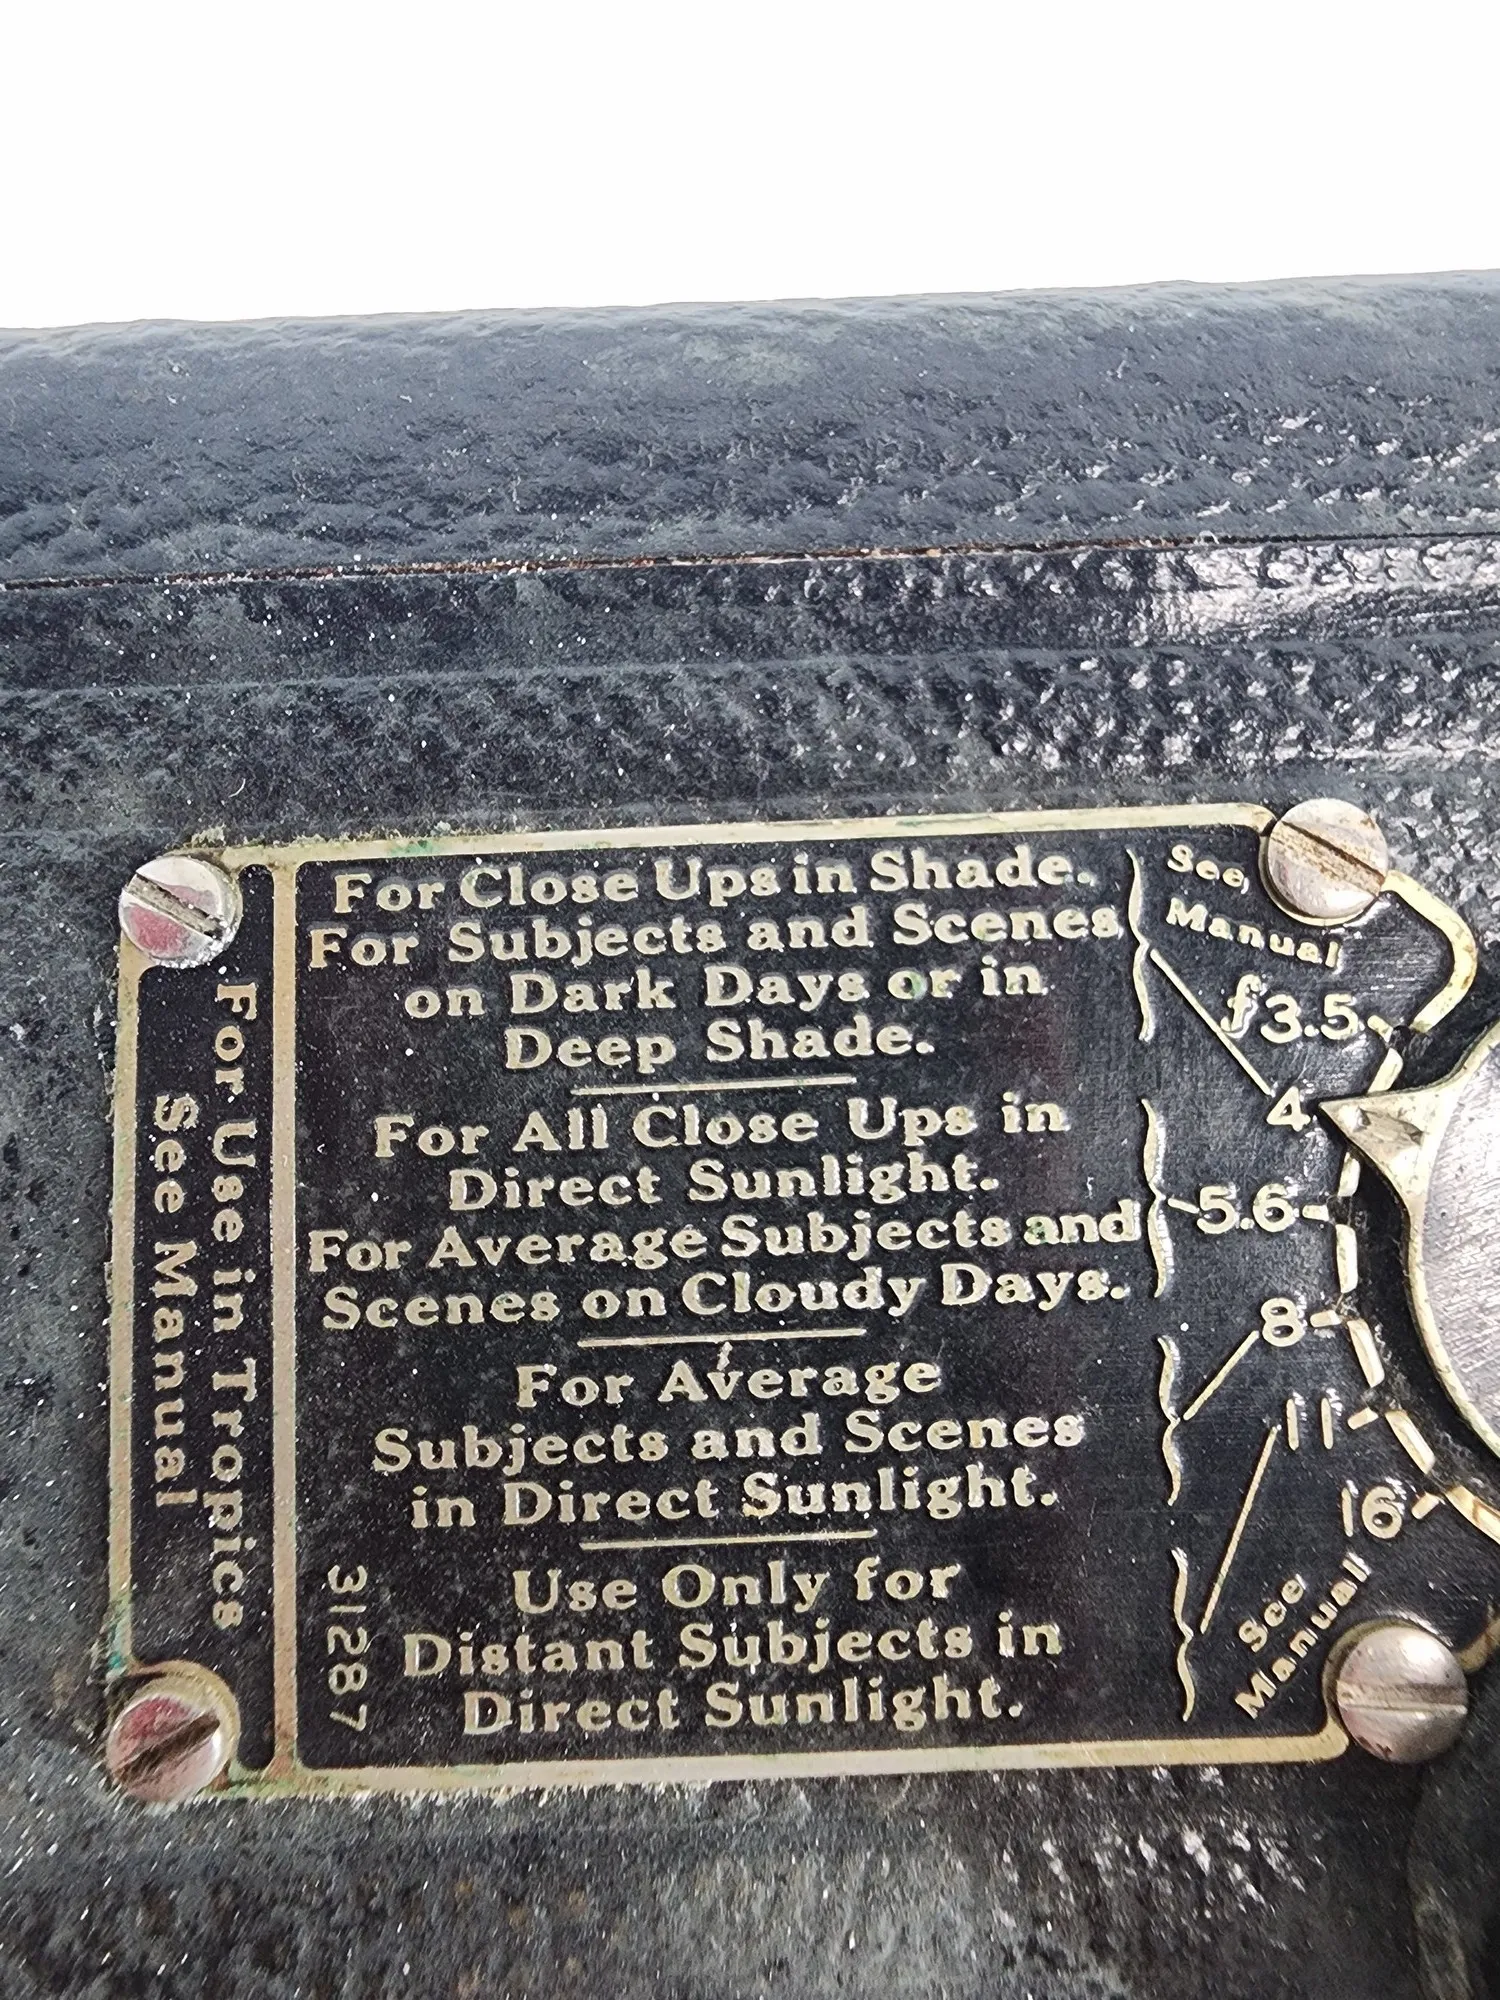 For Close Ups in Shade.
For Subjects and Scenes
on Dark Days or in
Deep Shade.
For All Close Ups in
Direct Sunlight.
For Average Subjects and
Scenes on Cloudy Days.
For Average
Subjects and Scenes
in Direct Sunlight.
Use Only for
Distant Subjects in
Direct Sunlight.
31287
For Use in Tropics
See Manual
See
Manual
f3.5
4
5.6
8
11
16
See
Manual